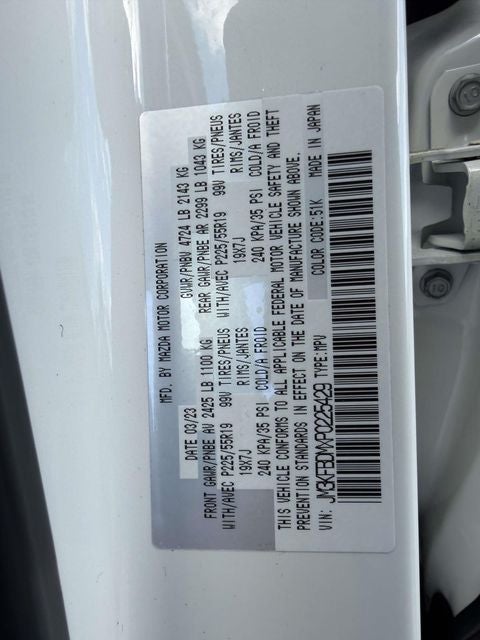 MFD. BY MAZDA MOTOR CORPORATION
DATE 03/23 GVWR/PNBV 4724 LB 2143 KG
FRONT GAWR/PNBE AV 2425 LB 1100 KG REAR GAWR/PNBE AR 2299 LB 1043 KG
WITH/AVEC P225/55R19 99V TIRES/PNEUS WITH/AVEC P225/55R19 99V TIRES/PNEUS
19X7J RIMS/JANTES 19X7J RIMS/JANTES
240 KPA/35 PSI COLD/A FROID 240 KPA/35 PSI COLD/A FROID
THIS VEHICLE CONFORMS TO ALL APPLICABLE FEDERAL MOTOR VEHICLE SAFETY AND THEFT
PREVENTION STANDARDS IN EFFECT ON THE DATE OF MANUFACTURE SHOWN ABOVE.
COLOR CODE:51K MADE IN JAPAN
VIN: JM3KFBDMXP0225429 TYPE:MPV